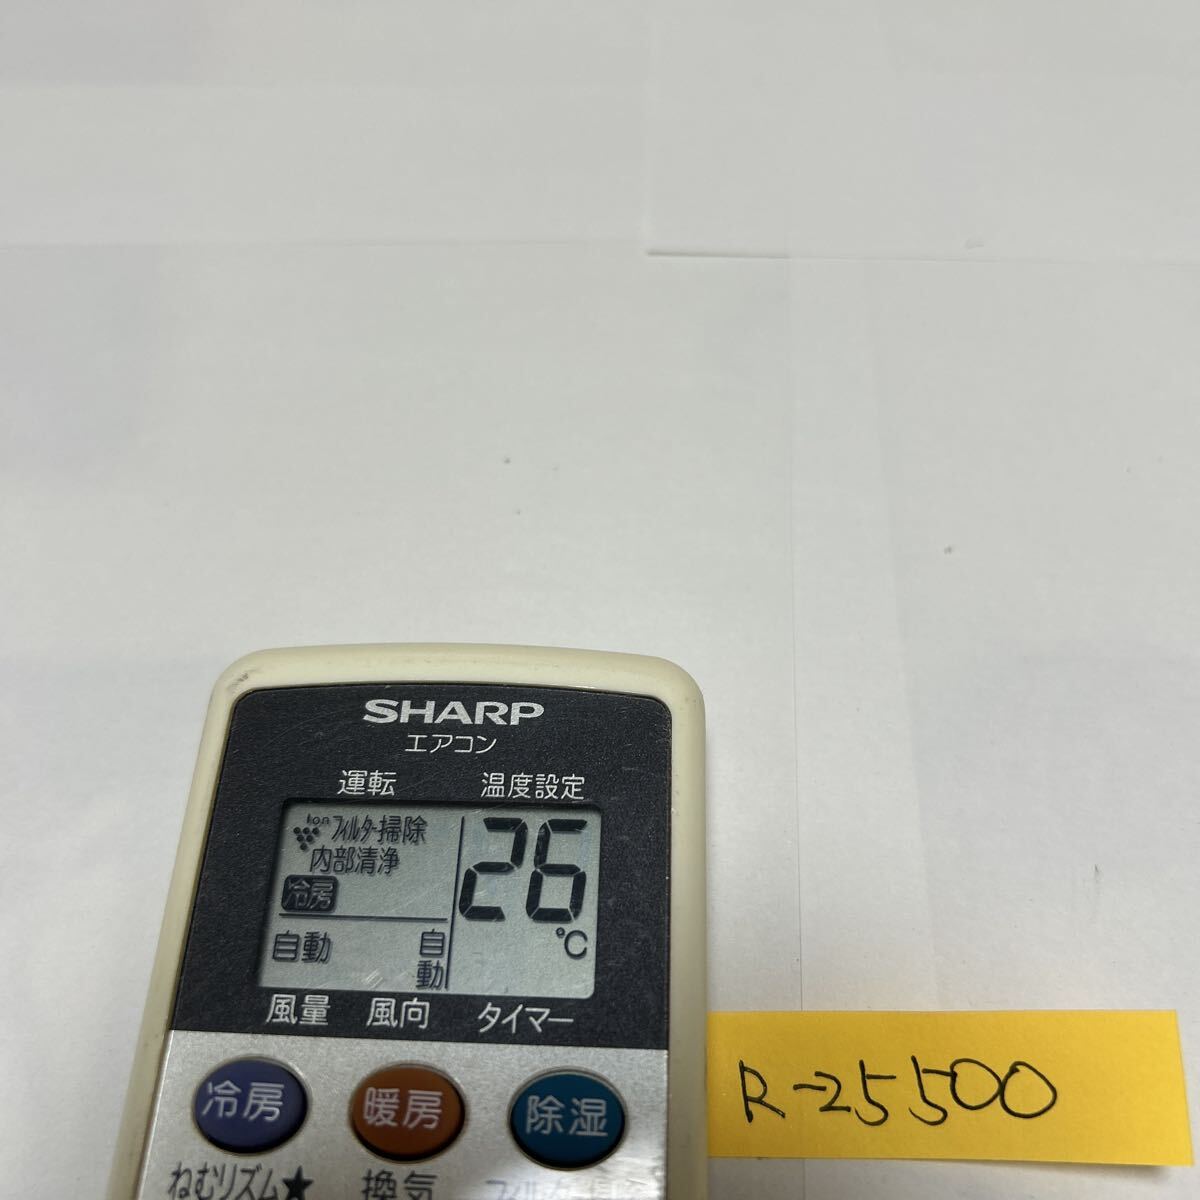 SHARP
エアコン
運転 温度設定
Ion フィルター掃除
内部清浄
26
冷房
℃
自動 自動
風量 風向 タイマー
冷房 暖房 除湿
R-25500
ねむリズム★ 換気